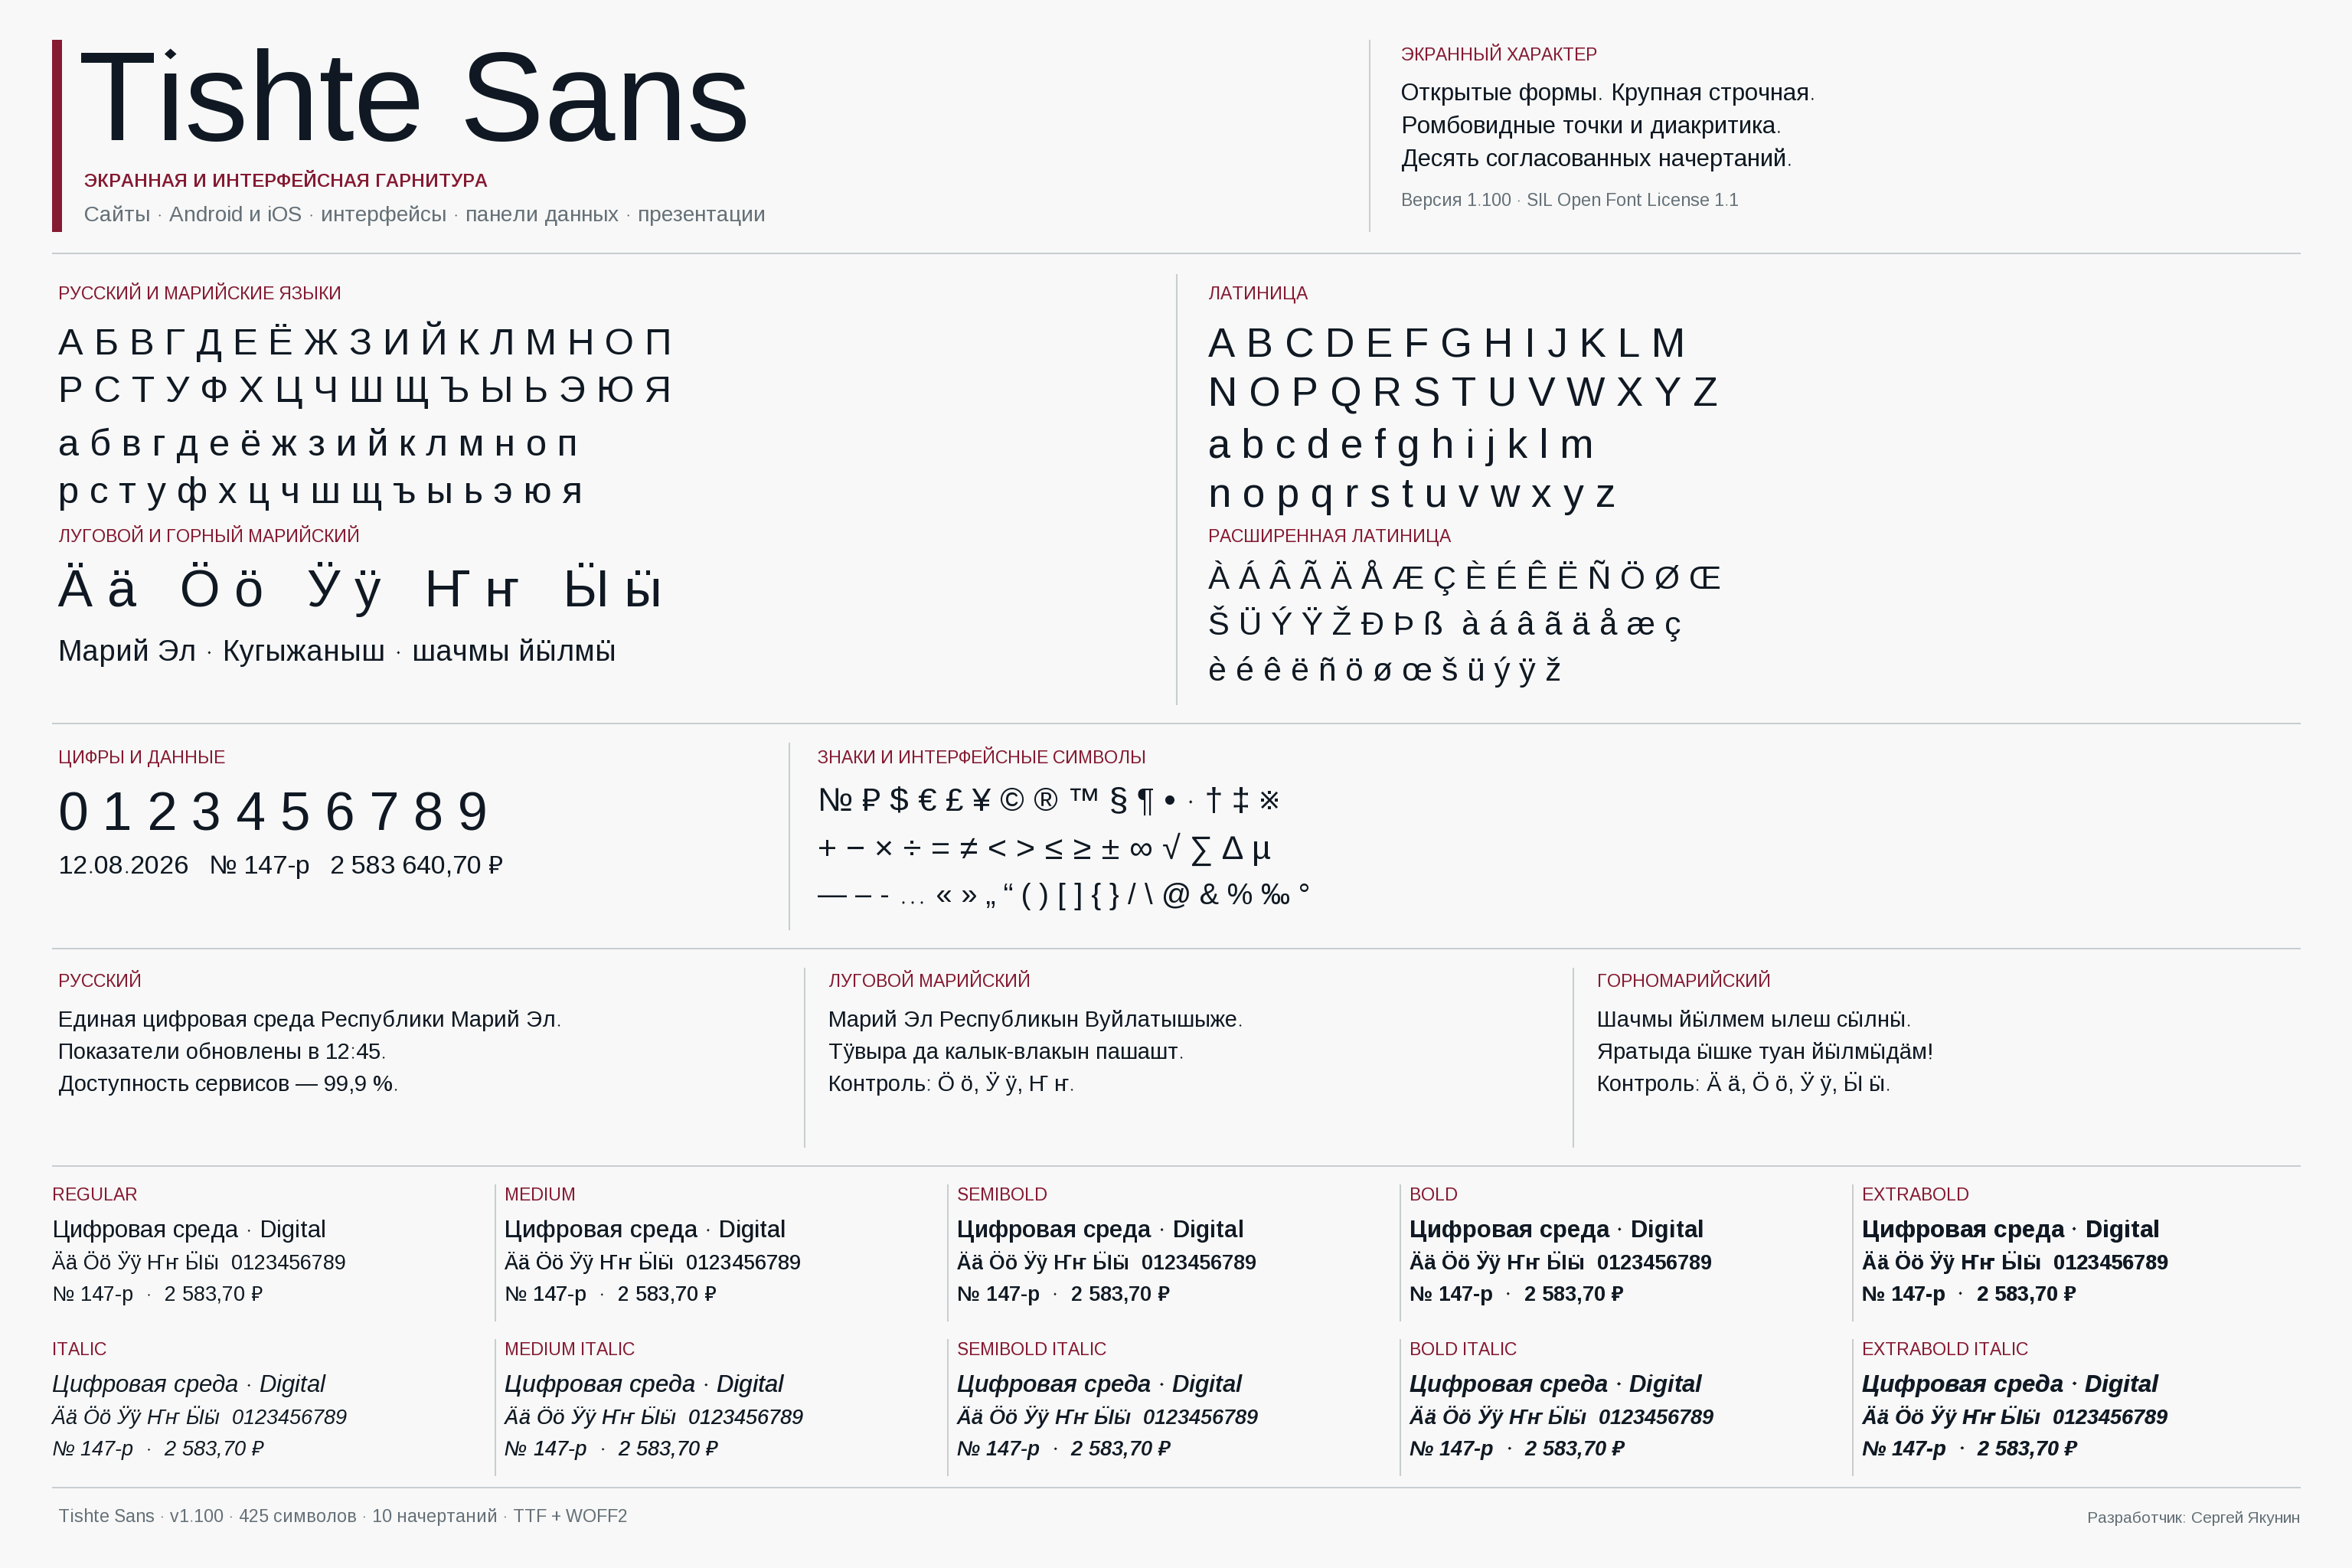 Tishte Sans
ЭКРАННАЯ И ИНТЕРФЕЙСНАЯ ГАРНИТУРА
Сайты · Android и iOS · интерфейсы · панели данных · презентации
ЭКРАННЫЙ ХАРАКТЕР
Открытые формы. Крупная строчная.
Ромбовидные точки и диакритика.
Десять согласованных начертаний.
Версия 1.100 · SIL Open Font License 1.1
РУССКИЙ И МАРИЙСКИЕ ЯЗЫКИ
А Б В Г Д Е Ё Ж З И Й К Л М Н О П
Р С Т У Ф Х Ц Ч Ш Щ Ъ Ы Ь Э Ю Я
а б в г д е ё ж з и й к л м н о п
р с т у ф х ц ч ш щ ъ ы ь э ю я
ЛУГОВОЙ И ГОРНЫЙ МАРИЙСКИЙ
Ӓ ӓ Ӧ ӧ Ӱ ӱ Ҥ ҥ Ӹ ӹ
Марий Эл · Кугыжаныш · шачмы йӹлмӹ
ЛАТИНИЦА
A B C D E F G H I J K L M
N O P Q R S T U V W X Y Z
a b c d e f g h i j k l m
n o p q r s t u v w x y z
РАСШИРЕННАЯ ЛАТИНИЦА
À Á Â Ã Ä Å Æ Ç È É Ê Ë Ñ Ö Ø Œ
Š Ü Ý Ÿ Ž Ð Þ ß à á â ã ä å æ ç
è é ê ë ñ ö ø œ š ü ý ÿ ž
ЦИФРЫ И ДАННЫЕ
0 1 2 3 4 5 6 7 8 9
12.08.2026 № 147-р 2 583 640,70 ₽
ЗНАКИ И ИНТЕРФЕЙСНЫЕ СИМВОЛЫ
№ ₽ $ € £ ¥ © ® ™ § ¶ • · † ‡ ※
+ − × ÷ = ≠ < > ≤ ≥ ± ∞ √ ∑ Δ µ
— – - … « » „ “ ( ) [ ] { } / \ @ & % ‰ °
РУССКИЙ
Единая цифровая среда Республики Марий Эл.
Показатели обновлены в 12:45.
Доступность сервисов — 99,9 %.
ЛУГОВОЙ МАРИЙСКИЙ
Марий Эл Республикын Вуйлатышыже.
Тӱвыра да калык-влакын пашашт.
Контроль: Ӧ ӧ, Ӱ ӱ, Ҥ ҥ.
ГОРНОМАРИЙСКИЙ
Шачмы йӹлмем ылеш сӹлнӹ.
Яратыда ӹшке туан йӹлмӹдӓм!
Контроль: Ӓ ӓ, Ӧ ӧ, Ӱ ӱ, Ӹ ӹ.
REGULAR
Цифровая среда · Digital
Ӓӓ Ӧӧ Ӱӱ Ҥҥ Ӹӹ 0123456789
№ 147-р · 2 583,70 ₽
MEDIUM
Цифровая среда · Digital
Ӓӓ Ӧӧ Ӱӱ Ҥҥ Ӹӹ 0123456789
№ 147-р · 2 583,70 ₽
SEMIBOLD
Цифровая среда · Digital
Ӓӓ Ӧӧ Ӱӱ Ҥҥ Ӹӹ 0123456789
№ 147-р · 2 583,70 ₽
BOLD
Цифровая среда · Digital
Ӓӓ Ӧӧ Ӱӱ Ҥҥ Ӹӹ 0123456789
№ 147-р · 2 583,70 ₽
EXTRABOLD
Цифровая среда · Digital
Ӓӓ Ӧӧ Ӱӱ Ҥҥ Ӹӹ 0123456789
№ 147-р · 2 583,70 ₽
ITALIC
Цифровая среда · Digital
Ӓӓ Ӧӧ Ӱӱ Ҥҥ Ӹӹ 0123456789
№ 147-р · 2 583,70 ₽
MEDIUM ITALIC
Цифровая среда · Digital
Ӓӓ Ӧӧ Ӱӱ Ҥҥ Ӹӹ 0123456789
№ 147-р · 2 583,70 ₽
SEMIBOLD ITALIC
Цифровая среда · Digital
Ӓӓ Ӧӧ Ӱӱ Ҥҥ Ӹӹ 0123456789
№ 147-р · 2 583,70 ₽
BOLD ITALIC
Цифровая среда · Digital
Ӓӓ Ӧӧ Ӱӱ Ҥҥ Ӹӹ 0123456789
№ 147-р · 2 583,70 ₽
EXTRABOLD ITALIC
Цифровая среда · Digital
Ӓӓ Ӧӧ Ӱӱ Ҥҥ Ӹӹ 0123456789
№ 147-р · 2 583,70 ₽
Tishte Sans · v1.100 · 425 символов · 10 начертаний · TTF + WOFF2
Разработчик: Сергей Якунин